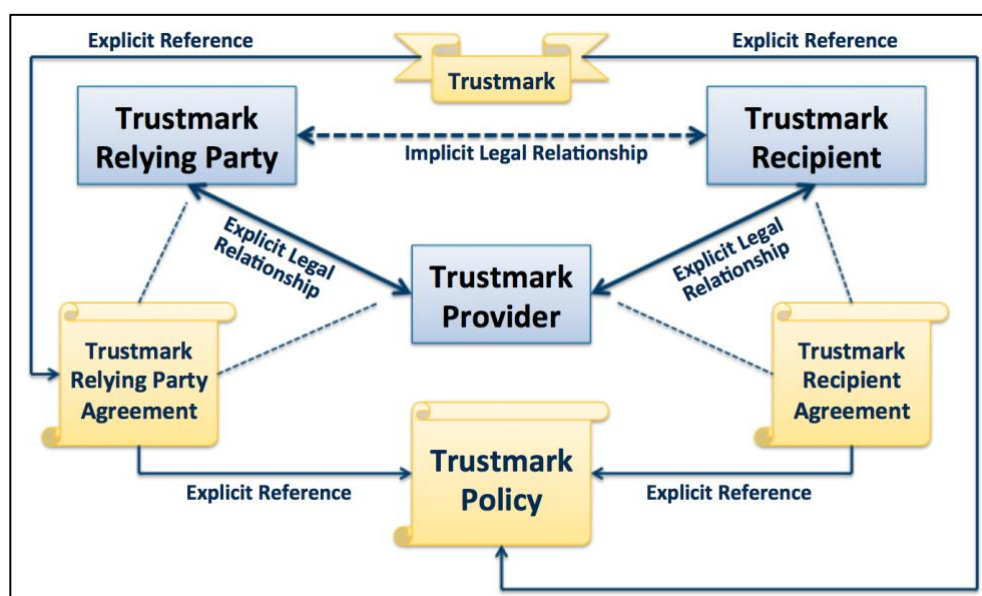 Explicit Reference
Explicit Reference
Trustmark
Trustmark
Relying Party
Implicit Legal Relationship
Trustmark
Recipient
Explicit Legal
Relationship
Explicit Legal
Relationship
Trustmark
Provider
Trustmark
Relying Party
Agreement
Trustmark
Recipient
Agreement
Trustmark
Policy
Explicit Reference
Explicit Reference